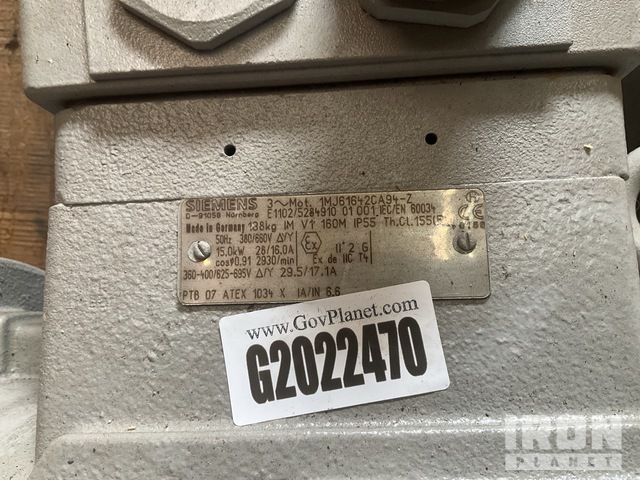 SIEMENS 3~Mot. 1MJ61642CA94-Z
D-91050 Nürnberg E1102/5284910 01 001 IEC/EN 60034
Made in Germany 138kg IM V1 160M IP55 Th.Cl.155
50Hz 380/660V Δ/Y
15.0kW 28/16.0A
cosφ0.91 2930/min
360-400/625-695V Δ/Y 29.5/17.1A
Ex II 2 G
Ex de IIC T4
PTB 07 ATEX 1034 X IA/IN 6.6
www.GovPlanet.com
G2022470
IRON
PLANET